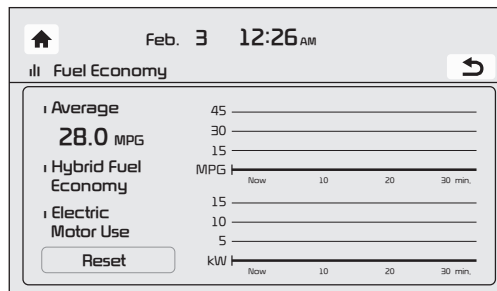 Feb. 3 12:26 AM
Fuel Economy
Average
28.0 MPG
Hybrid Fuel
Economy
Electric
Motor Use
Reset
45
30
15
MPG
Now 10 20 30 min.
15
10
5
kW
Now 10 20 30 min.